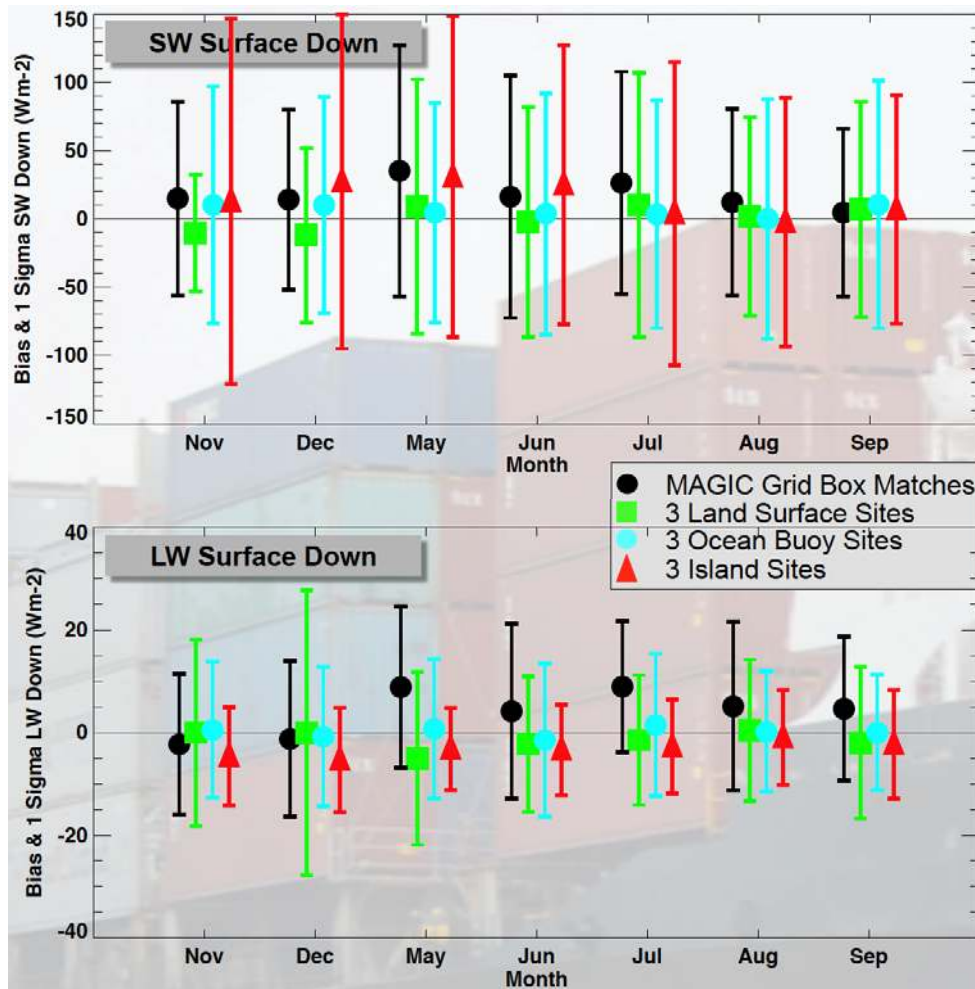 SW Surface Down
Bias & 1 Sigma SW Down (Wm-2)
150
100
50
0
-50
-100
-150
Nov Dec May Jun Jul Aug Sep
Month
MAGIC Grid Box Matches
3 Land Surface Sites
3 Ocean Buoy Sites
3 Island Sites
LW Surface Down
Bias & 1 Sigma LW Down (Wm-2)
40
20
0
-20
-40
Nov Dec May Jun Jul Aug Sep
Month